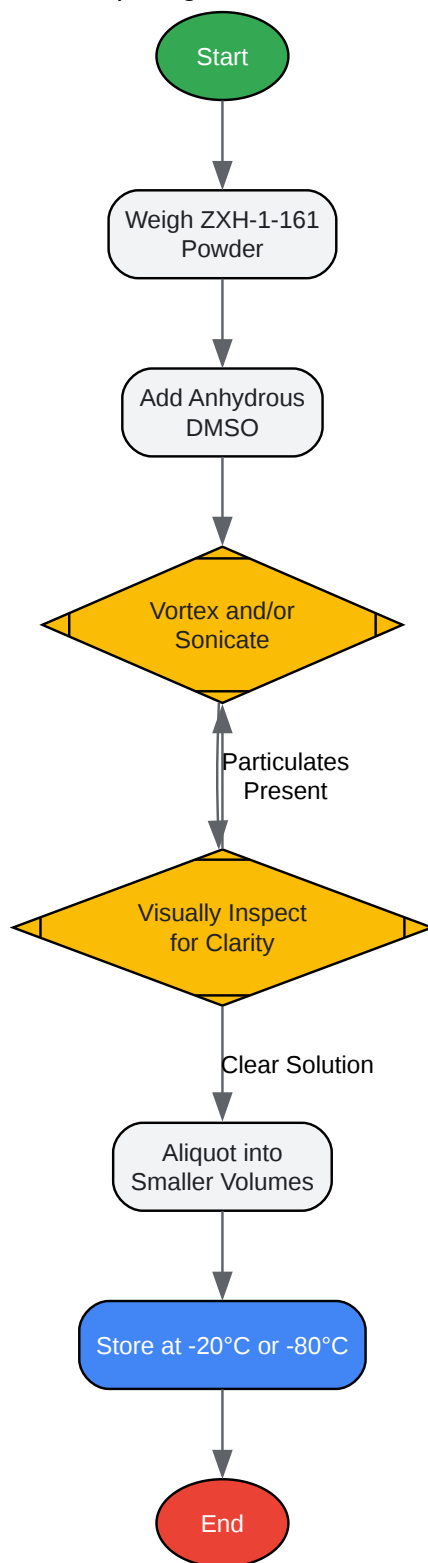 Start
Weigh ZXH-1-161
Powder
Add Anhydrous
DMSO
Vortex and/or
Sonicate
Particulates
Present
Visually Inspect
for Clarity
Clear Solution
Aliquot into
Smaller Volumes
Store at -20°C or -80°C
End